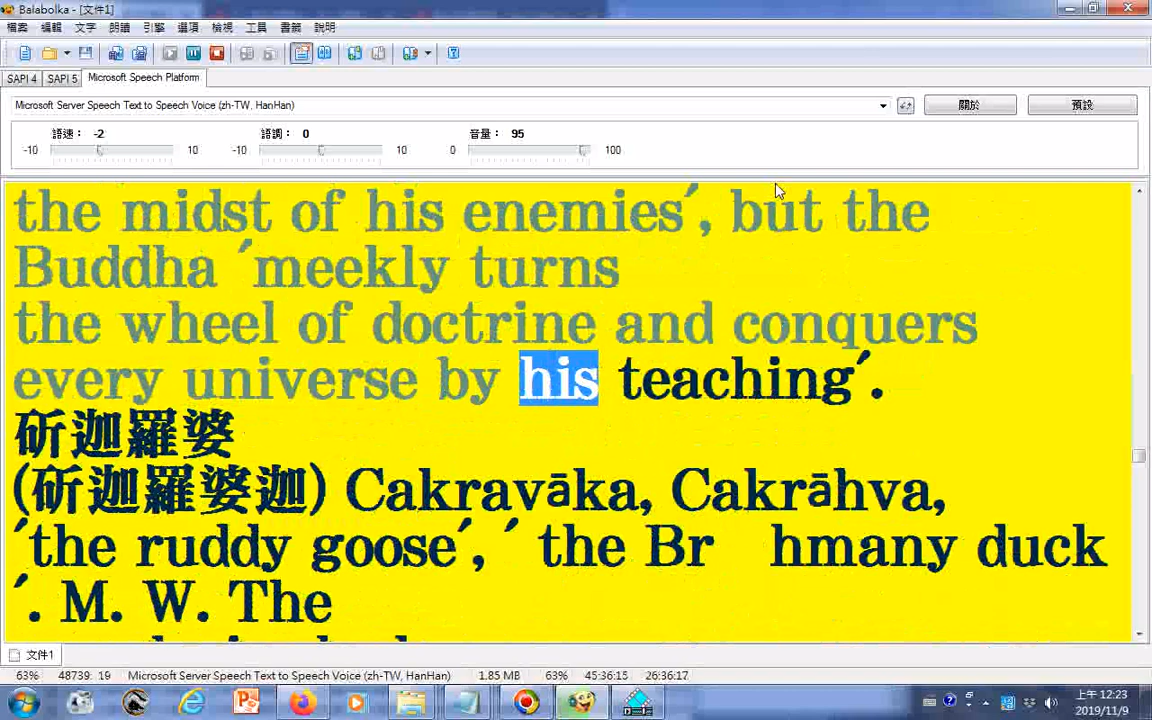 Balabolka - [文件1]
檔案 編輯 文字 朗讀 引擎 選項 檢視 工具 書籤 說明
SAPI 4 SAPI 5 Microsoft Speech Platform
Microsoft Server Speech Text to Speech Voice (zh-TW, HanHan) 關於 預設
語速： -2 語調： 0 音量： 95
-10 10 -10 10 0 100
the midst of his enemies´, but the
Buddha ´meekly turns
the wheel of doctrine and conquers
every universe by his teaching´.
斫迦羅婆
(斫迦羅婆迦) Cakravāka, Cakrāhva,
´the ruddy goose´, ´ the Br hmany duck
´. M. W. The
文件1
63% 48739: 19 Microsoft Server Speech Text to Speech Voice (zh-TW, HanHan) 1.85 MB 63% 45:36:15 26:36:17
上午 12:23
2019/11/9